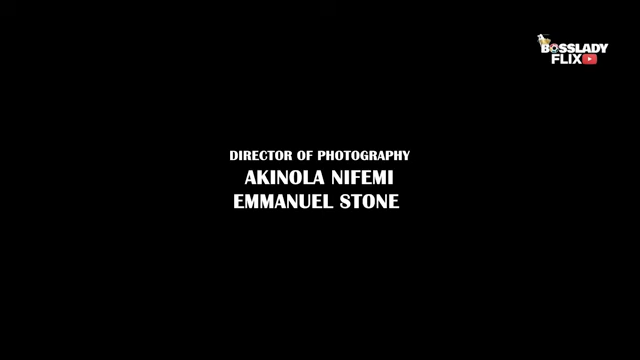 BOSSLADY
FLIX
DIRECTOR OF PHOTOGRAPHY
AKINOLA NIFEMI
EMMANUEL STONE